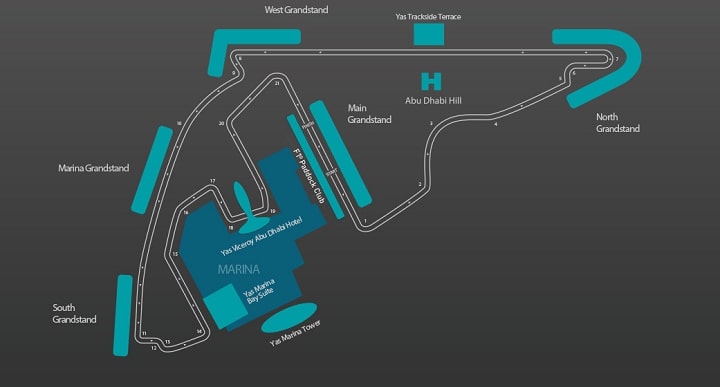 West Grandstand
Yas Trackside Terrace
8
9
7
6
5
H
Abu Dhabi Hill
21
Main
Grandstand
North
Grandstand
10
20
3
4
Finish
START
F1® Paddock Club
Marina Grandstand
17
2
16
19
18
1
Yas Viceroy Abu Dhabi Hotel
15
MARINA
Yas Marina
Bay Suite
South
Grandstand
Yas Marina Tower
11
14
13
12